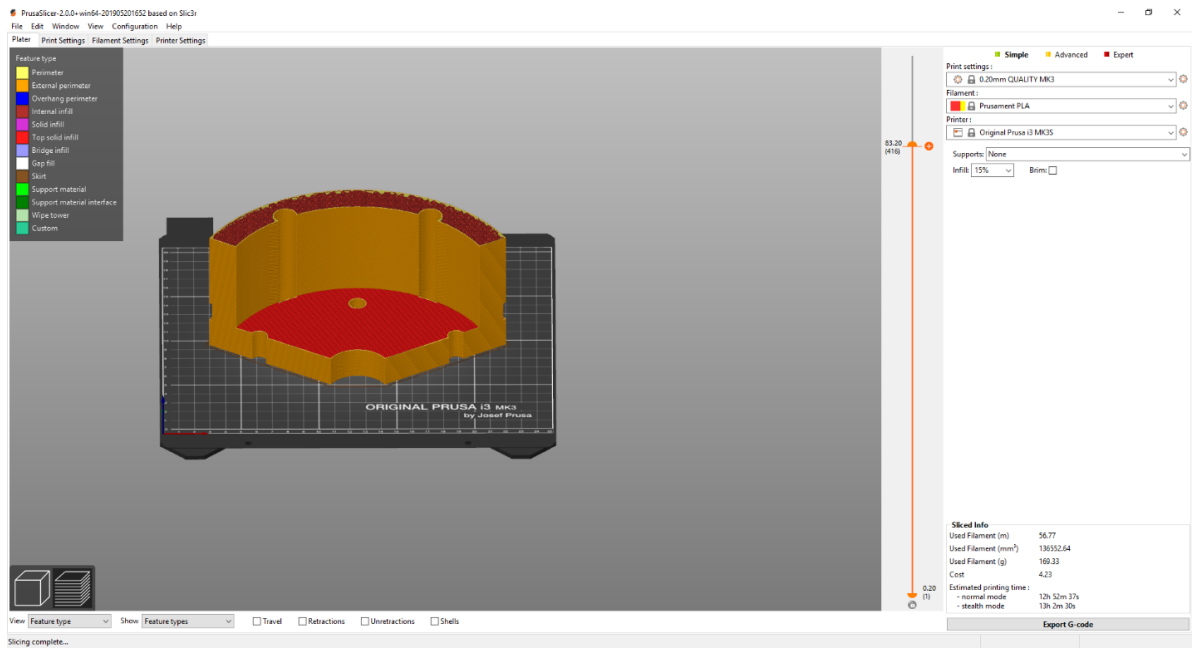 PrusaSlicer-2.0.0+win64-201905201652 based on Slic3r
File Edit Window View Configuration Help
Plater Print Settings Filament Settings Printer Settings
Feature type
Perimeter
External perimeter
Overhang perimeter
Internal infill
Solid infill
Top solid infill
Bridge infill
Gap fill
Skirt
Support material
Support material interface
Wipe tower
Custom
ORIGINAL PRUSA i3 MK3
by Josef Prusa
83.20
(416)
0.20
(1)
Simple Advanced Expert
Print settings :
0.20mm QUALITY MK3
Filament :
Prusament PLA
Printer :
Original Prusa i3 MK3S
Supports: None
Infill: 15% Brim:
Sliced Info
Used Filament (m) 56.77
Used Filament (mm³) 136552.64
Used Filament (g) 169.33
Cost 4.23
Estimated printing time :
- normal mode 12h 52m 37s
- stealth mode 13h 2m 30s
Export G-code
View Feature type Show Feature types Travel Retractions Unretractions Shells
Slicing complete...